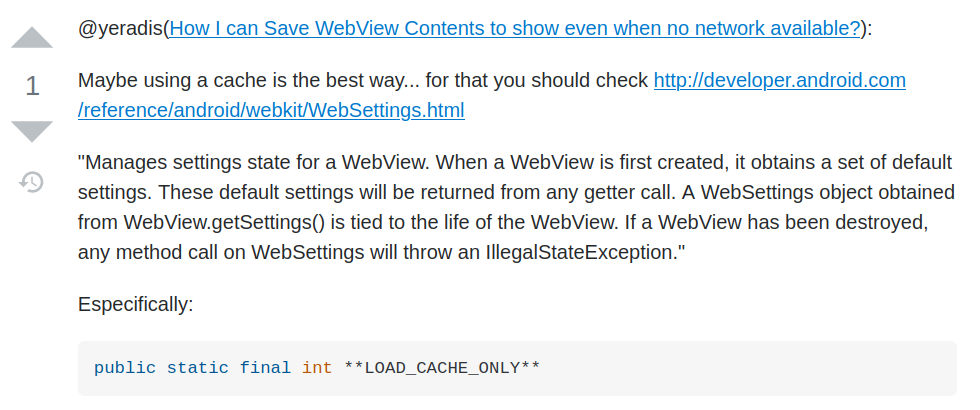 @yeradis(How I can Save WebView Contents to show even when no network available?):
1
Maybe using a cache is the best way... for that you should check http://developer.android.com
/reference/android/webkit/WebSettings.html
"Manages settings state for a WebView. When a WebView is first created, it obtains a set of default
settings. These default settings will be returned from any getter call. A WebSettings object obtained
from WebView.getSettings() is tied to the life of the WebView. If a WebView has been destroyed,
any method call on WebSettings will throw an IllegalStateException."
Especifically:
public static final int **LOAD_CACHE_ONLY**